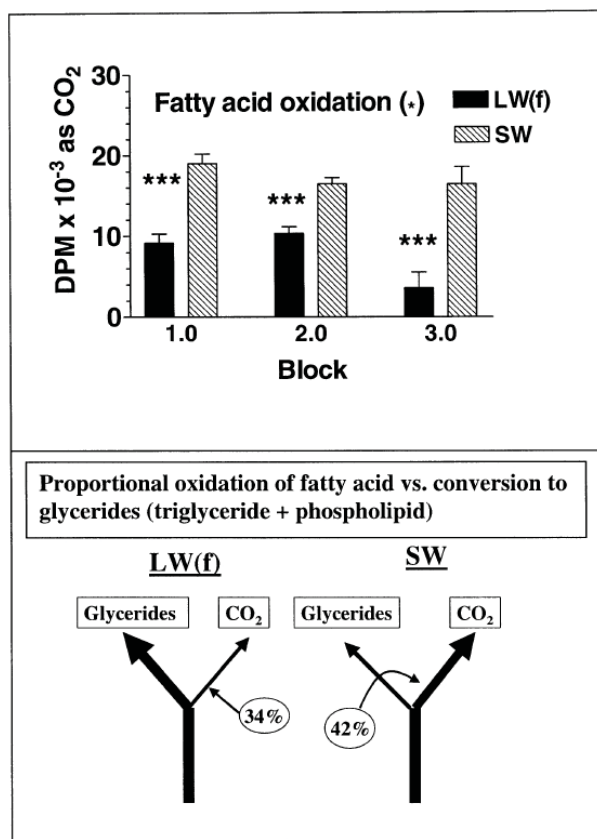 30
20
10
0
DPM x 10⁻³ as CO₂
Fatty acid oxidation (*)
LW(f)
SW
***
***
***
1.0 2.0 3.0
Block
Proportional oxidation of fatty acid vs. conversion to
glycerides (triglyceride + phospholipid)
LW(f) SW
Glycerides CO₂ Glycerides CO₂
34% 42%